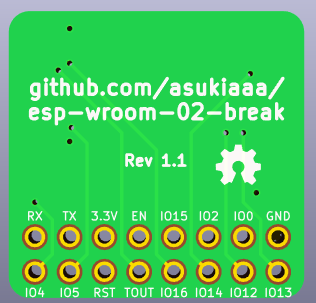 github.com/asukiaaa/
esp-wroom-02-break
Rev 1.1
RX TX 3.3V EN IO15 IO2 IO0 GND
IO4 IO5 RST TOUT IO16 IO14 IO12 IO13